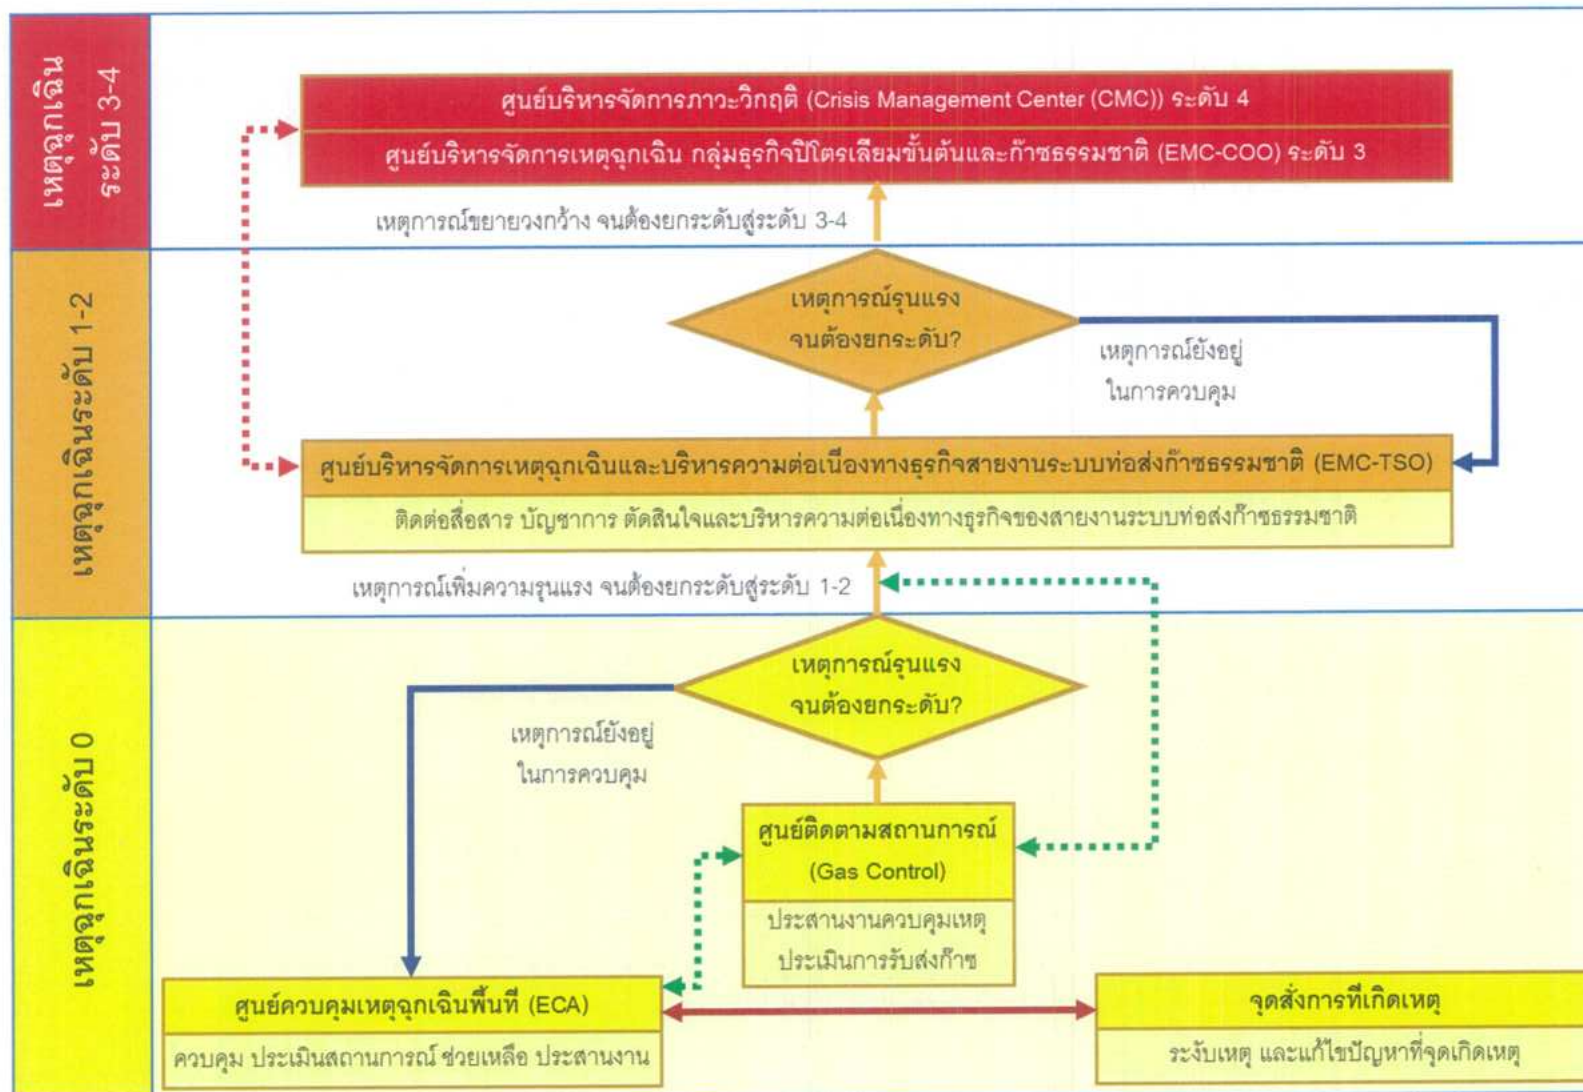 เหตุฉุกเฉิน
ระดับ 3-4
ศูนย์บริหารจัดการภาวะวิกฤติ (Crisis Management Center (CMC)) ระดับ 4
ศูนย์บริหารจัดการเหตุฉุกเฉิน กลุ่มธุรกิจปิโตรเลียมขั้นต้นและก๊าซธรรมชาติ (EMC-COO) ระดับ 3
เหตุการณ์ขยายวงกว้าง จนต้องยกระดับสู่ระดับ 3-4
เหตุฉุกเฉินระดับ 1-2
เหตุการณ์รุนแรง
จนต้องยกระดับ?
เหตุการณ์ยังอยู่
ในการควบคุม
ศูนย์บริหารจัดการเหตุฉุกเฉินและบริหารความต่อเนื่องทางธุรกิจสายงานระบบท่อส่งก๊าซธรรมชาติ (EMC-TSO)
ติดต่อสื่อสาร บัญชาการ ตัดสินใจและบริหารความต่อเนื่องทางธุรกิจของสายงานระบบท่อส่งก๊าซธรรมชาติ
เหตุการณ์เพิ่มความรุนแรง จนต้องยกระดับสู่ระดับ 1-2
เหตุฉุกเฉินระดับ 0
เหตุการณ์รุนแรง
จนต้องยกระดับ?
เหตุการณ์ยังอยู่
ในการควบคุม
ศูนย์ติดตามสถานการณ์
(Gas Control)
ประสานงานควบคุมเหตุ
ประเมินการรับส่งก๊าซ
ศูนย์ควบคุมเหตุฉุกเฉินพื้นที่ (ECA)
ควบคุม ประเมินสถานการณ์ ช่วยเหลือ ประสานงาน
จุดสั่งการที่เกิดเหตุ
ระงับเหตุ และแก้ไขปัญหาที่จุดเกิดเหตุ